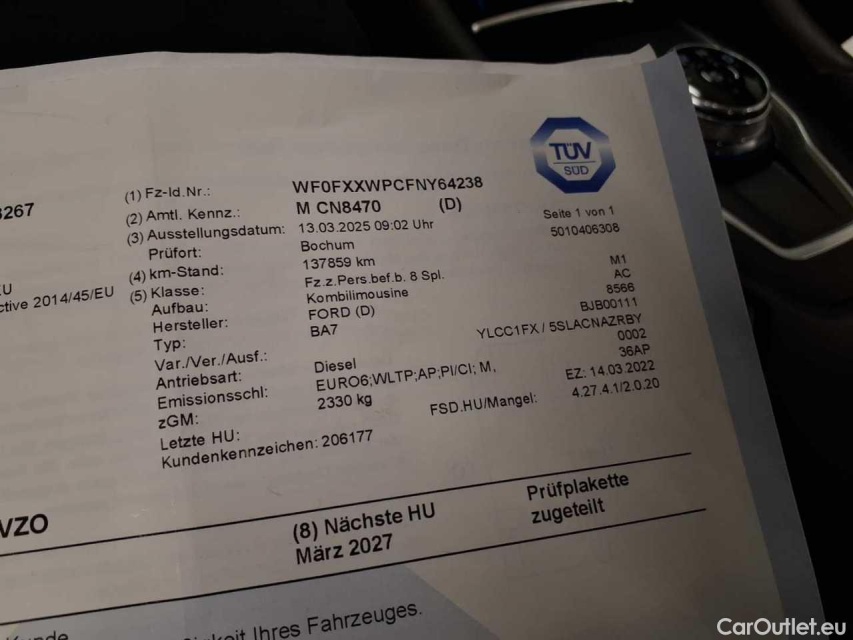 TÜV
SÜD
3267
(1) Fz-Id.Nr.: WF0FXXWPCFNY64238
(2) Amtl. Kennz.: M CN8470 (D)
Seite 1 von 1
(3) Ausstellungsdatum: 13.03.2025 09:02 Uhr
5010406308
Prüfort: Bochum
(4) km-Stand: 137859 km
(5) Klasse: Fz.z.Pers.bef.b. 8 Spl. M1
Aufbau: Kombilimousine AC
Hersteller: FORD (D) 8566
Typ: BA7 BJB00111
Var./Ver./Ausf.: YLCC1FX / 5SLACNAZRBY
Antriebsart: Diesel 0002
Emissionsschl: EURO6;WLTP;AP;PI/CI; M, 36AP
zGM: 2330 kg EZ: 14.03.2022
Letzte HU: FSD.HU/Mangel: 4.27.4.1/2.0.20
Kundenkennzeichen: 206177
2014/45/EU
VZO
(8) Nächste HU
März 2027
Prüfplakette
zugeteilt
Ihres Fahrzeuges.
CarOutlet.eu